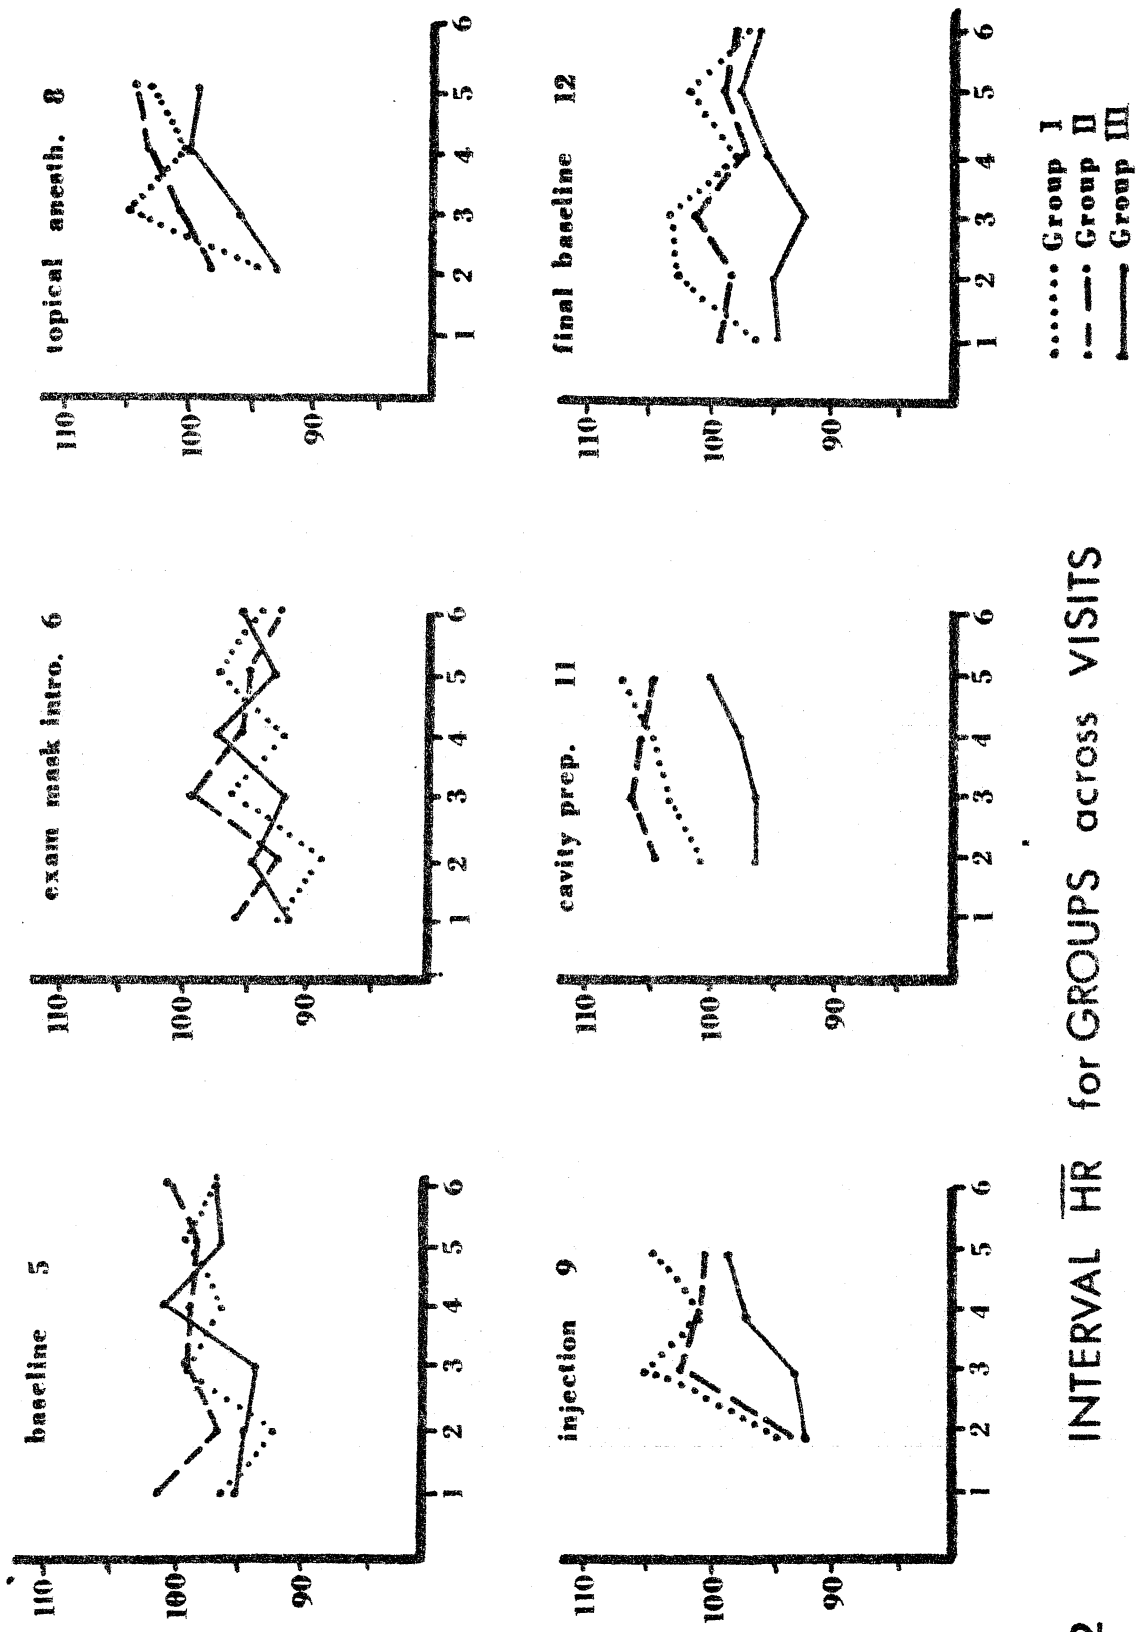 baseline 5
110
100
90
1 2 3 4 5 6
exam mask intro. 6
110
100
90
1 2 3 4 5 6
topical anesth. 8
110
100
90
1 2 3 4 5 6
injection 9
110
100
90
1 2 3 4 5 6
cavity prep. 11
110
100
90
1 2 3 4 5 6
final baseline 12
110
100
90
1 2 3 4 5 6
Group I
Group II
Group III
INTERVAL H̅R̅ for GROUPS across VISITS